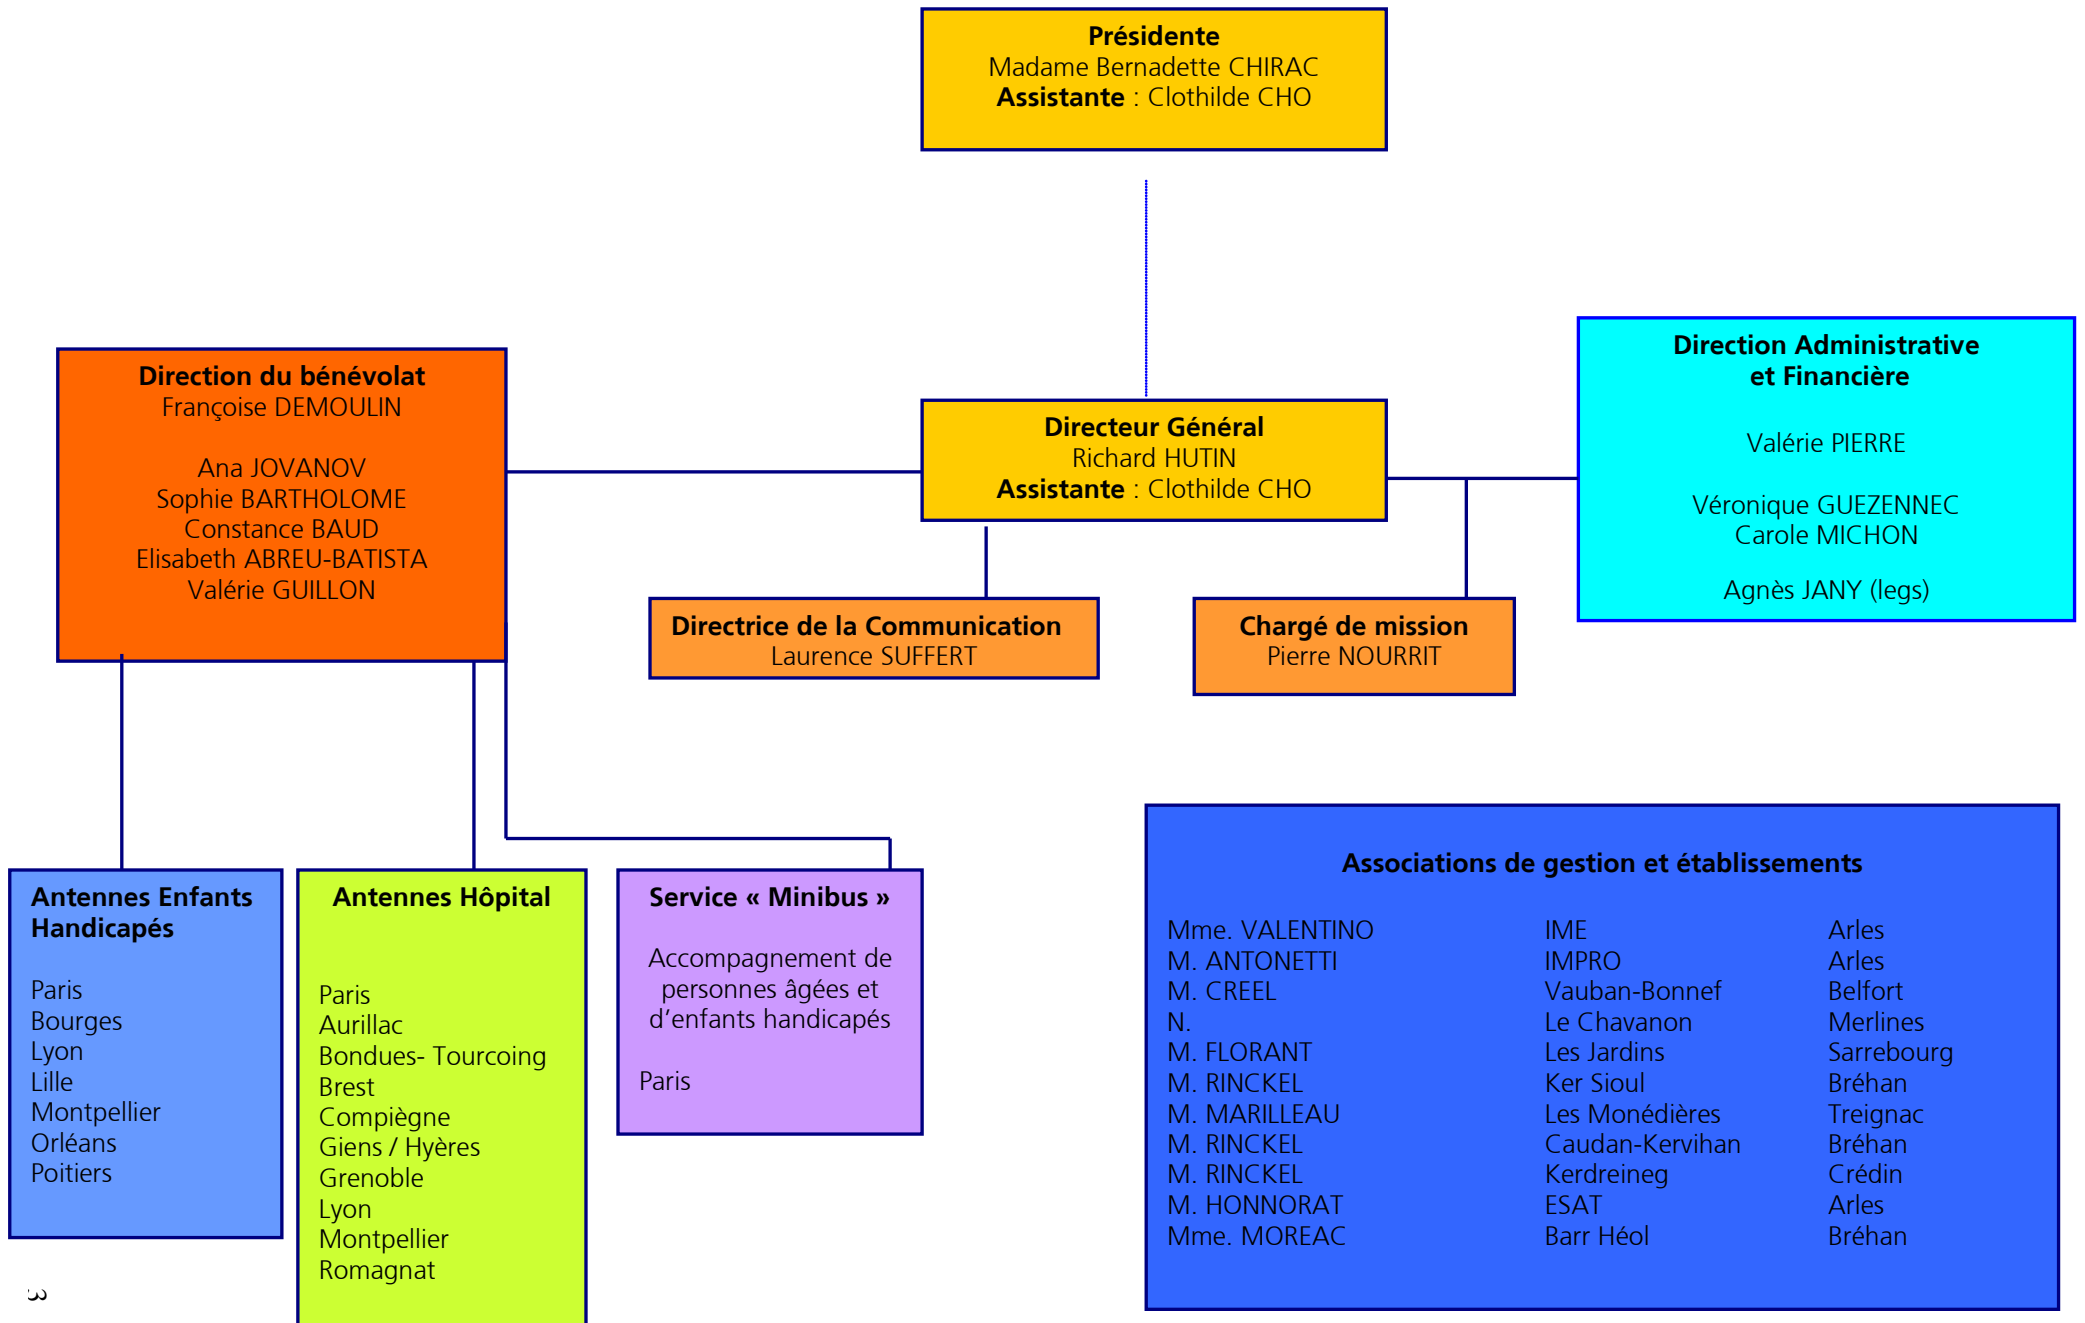 Présidente
Madame Bernadette CHIRAC
Assistante : Clothilde CHO
Direction du bénévolat
Françoise DEMOULIN
Ana JOVANOV
Sophie BARTHOLOME
Constance BAUD
Elisabeth ABREU-BATISTA
Valérie GUILLON
Directeur Général
Richard HUTIN
Assistante : Clothilde CHO
Direction Administrative
et Financière
Valérie PIERRE
Véronique GUEZENNEC
Carole MICHON
Agnès JANY (legs)
Directrice de la Communication
Laurence SUFFERT
Chargé de mission
Pierre NOURRIT
Antennes Enfants
Handicapés
Paris
Bourges
Lyon
Lille
Montpellier
Orléans
Poitiers
Antennes Hôpital
Paris
Aurillac
Bondues- Tourcoing
Brest
Compiègne
Giens / Hyères
Grenoble
Lyon
Montpellier
Romagnat
Service « Minibus »
Accompagnement de
personnes âgées et
d’enfants handicapés
Paris
Associations de gestion et établissements
Mme. VALENTINO IME Arles
M. ANTONETTI IMPRO Arles
M. CREEL Vauban-Bonnef Belfort
N. Le Chavanon Merlines
M. FLORANT Les Jardins Sarrebourg
M. RINCKEL Ker Sioul Bréhan
M. MARILLEAU Les Monédières Treignac
M. RINCKEL Caudan-Kervihan Bréhan
M. RINCKEL Kerdreineg Crédin
M. HONNORAT ESAT Arles
Mme. MOREAC Barr Héol Bréhan
3